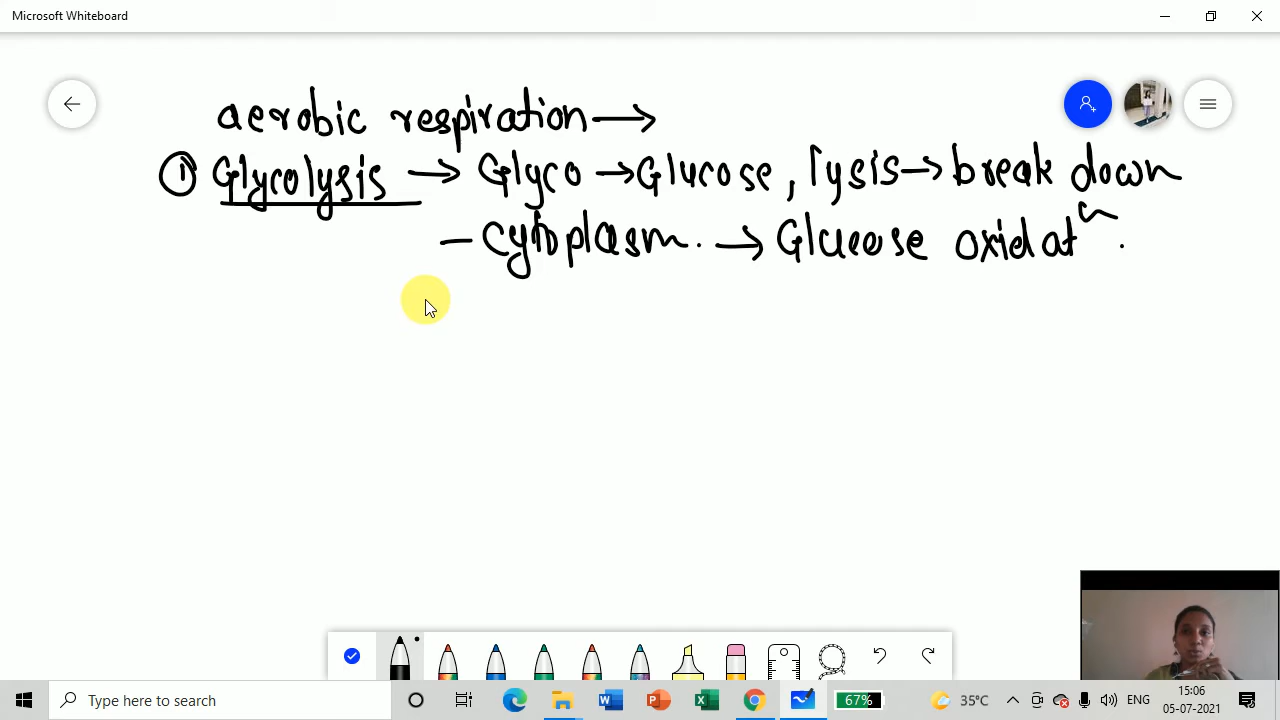 Microsoft Whiteboard
aerobic respiration →
① Glycolysis → Glyco → Glucose, lysis → break down
- cytoplasm. → Glucose oxidat~.
Type here to search
67%
35°C
ENG
15:06
05-07-2021